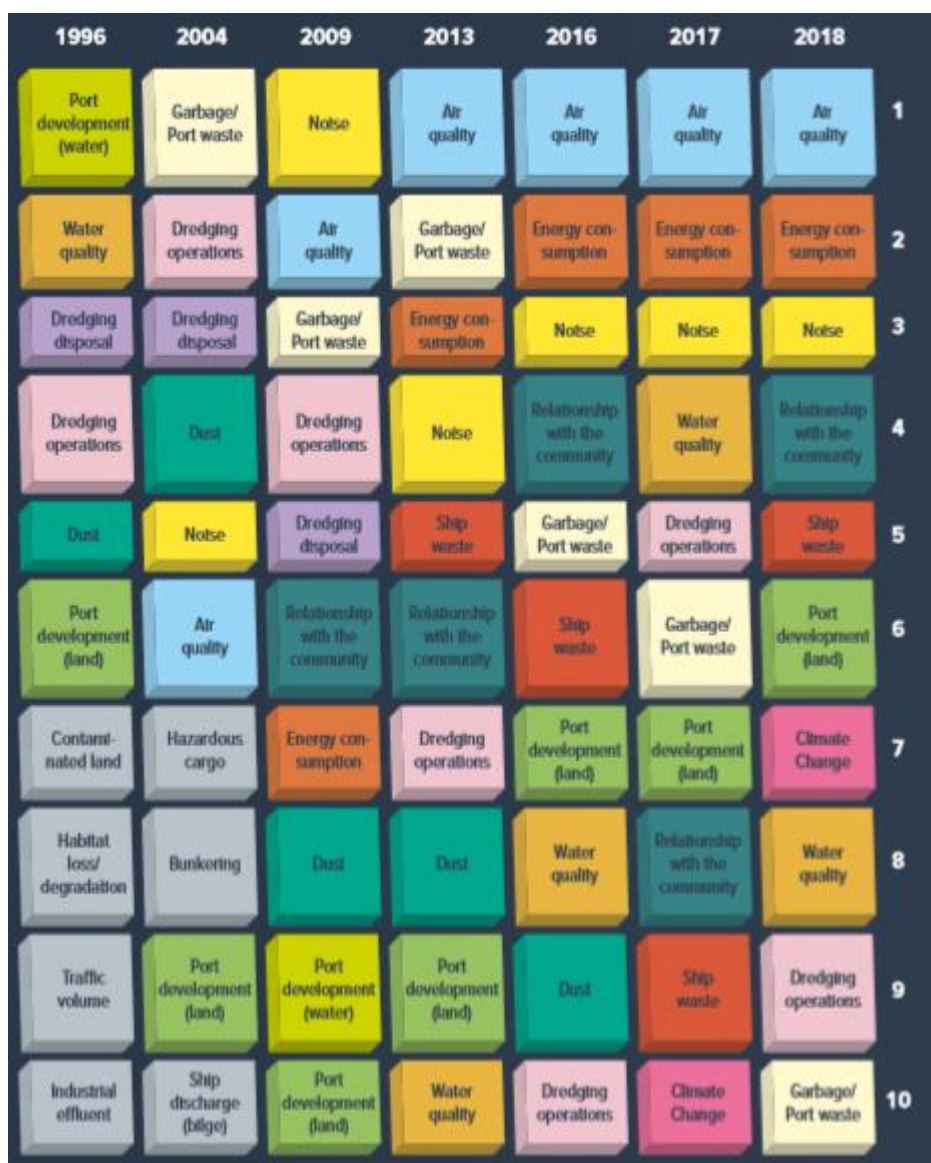 1996 2004 2009 2013 2016 2017 2018
Port Garbage/ Noise Air Air Air Air 1
development Port waste quality quality quality quality
(water)
Water Dredging Air Garbage/ Energy con- Energy con- Energy con- 2
quality operations quality Port waste sumption sumption sumption
Dredging Dredging Garbage/ Energy con- Noise Noise Noise 3
disposal disposal Port waste sumption
Dredging Dust Dredging Noise Relationship Water Relationship 4
operations operations with the quality with the
community community
Dust Noise Dredging Ship Garbage/ Dredging Ship 5
disposal waste Port waste operations waste
Port Air Relationship Relationship Ship Garbage/ Port 6
development quality with the with the waste Port waste development
(land) community community (land)
Contami- Hazardous Energy con- Dredging Port Port Climate 7
nated land cargo sumption operations development development Change
(land) (land)
Habitat Bunkering Dust Dust Water Relationship Water 8
loss/ quality with the quality
degradation community
Traffic Port Port Port Dust Ship Dredging 9
volume development development development waste operations
(land) (water) (land)
Industrial Ship Port Water Dredging Climate Garbage/ 10
effluent discharge development quality operations Change Port waste
(bilge) (land)